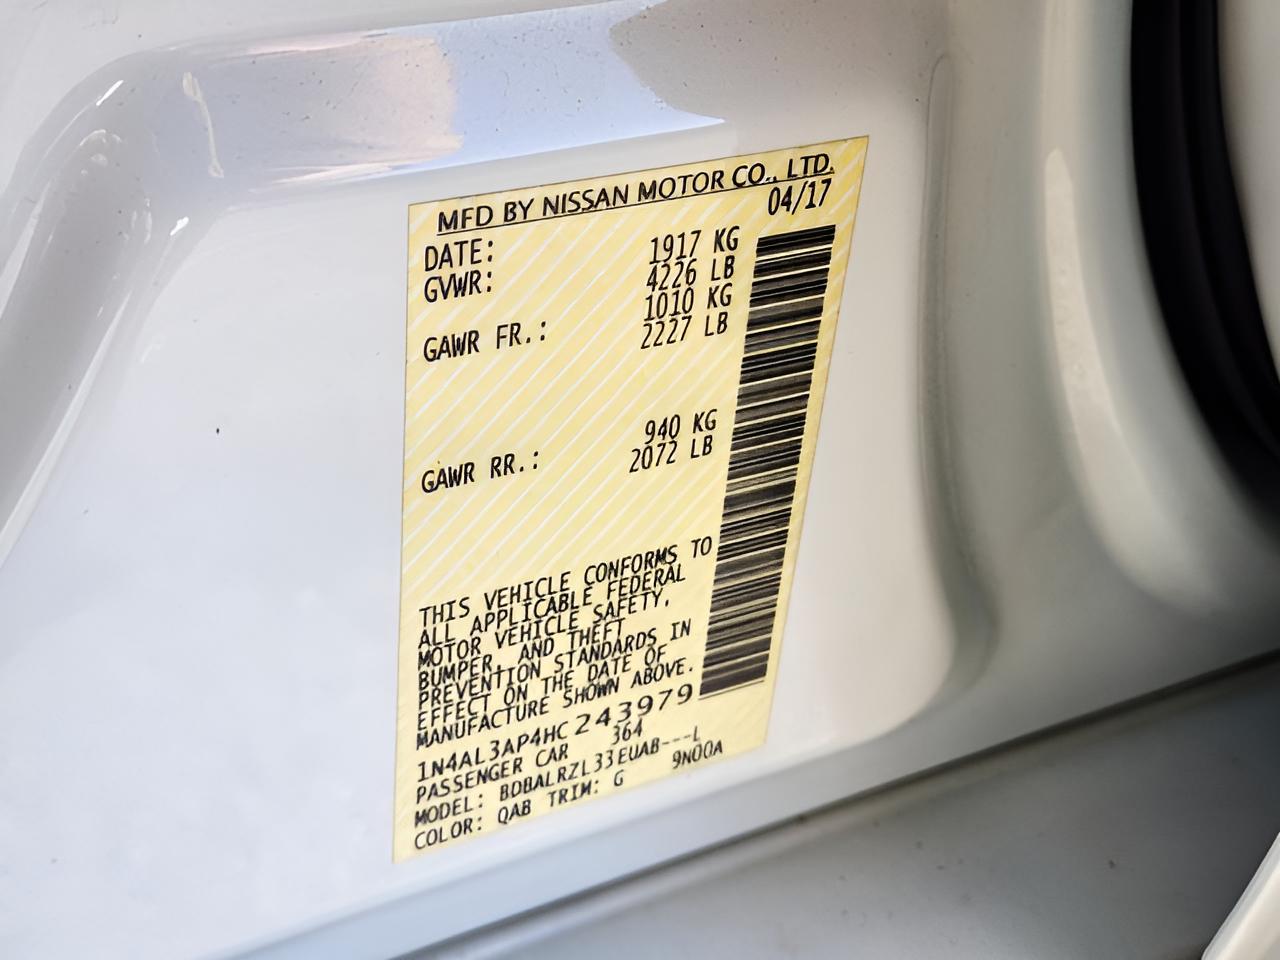 MFD BY NISSAN MOTOR CO., LTD.
DATE: 04/17
GVWR: 1917 KG
4226 LB
GAWR FR.: 1010 KG
2227 LB
GAWR RR.: 940 KG
2072 LB
THIS VEHICLE CONFORMS TO
ALL APPLICABLE FEDERAL
MOTOR VEHICLE SAFETY,
BUMPER, AND THEFT
PREVENTION STANDARDS IN
EFFECT ON THE DATE OF
MANUFACTURE SHOWN ABOVE.
1N4AL3AP4HC243979
PASSENGER CAR 364
MODEL: BDBALRZL33EUAB---L
COLOR: QAB TRIM: G 9N00A